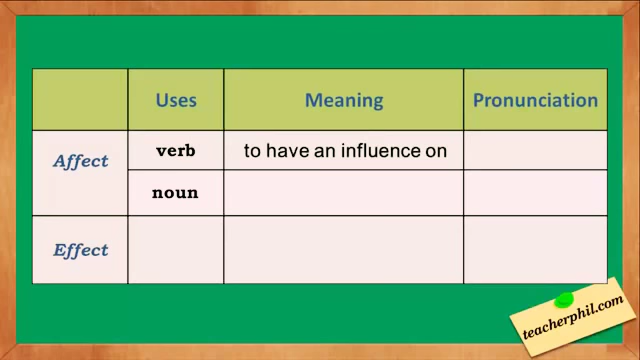 Uses Meaning Pronunciation
Affect verb to have an influence on
noun
Effect
teacherphil.com